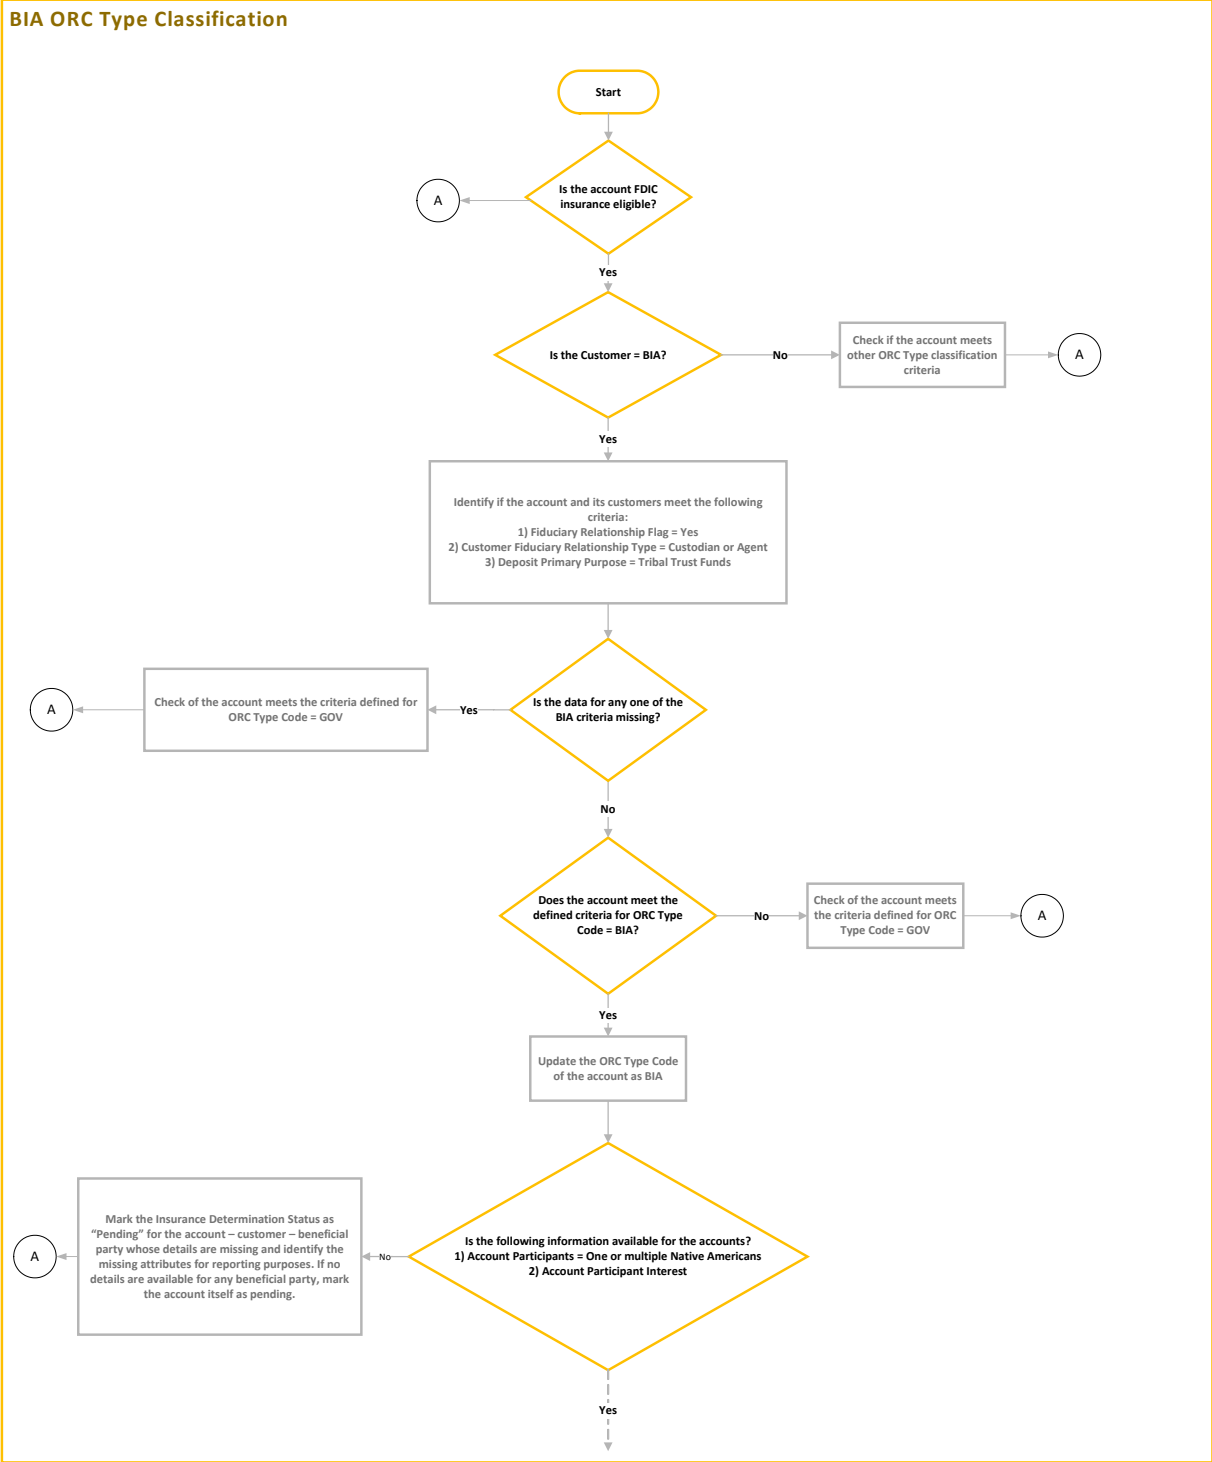 BIA ORC Type Classification
Start
Is the account FDIC
insurance eligible?
A
Yes
Is the Customer = BIA?
No
Check if the account meets
other ORC Type classification
criteria
A
Yes
Identify if the account and its customers meet the following
criteria:
1) Fiduciary Relationship Flag = Yes
2) Customer Fiduciary Relationship Type = Custodian or Agent
3) Deposit Primary Purpose = Tribal Trust Funds
Is the data for any one of the
BIA criteria missing?
Yes
Check of the account meets the criteria defined for
ORC Type Code = GOV
A
No
Does the account meet the
defined criteria for ORC Type
Code = BIA?
No
Check of the account meets
the criteria defined for ORC
Type Code = GOV
A
Yes
Update the ORC Type Code
of the account as BIA
Is the following information available for the accounts?
1) Account Participants = One or multiple Native Americans
2) Account Participant Interest
No
Mark the Insurance Determination Status as
“Pending” for the account – customer – beneficial
party whose details are missing and identify the
missing attributes for reporting purposes. If no
details are available for any beneficial party, mark
the account itself as pending.
A
Yes